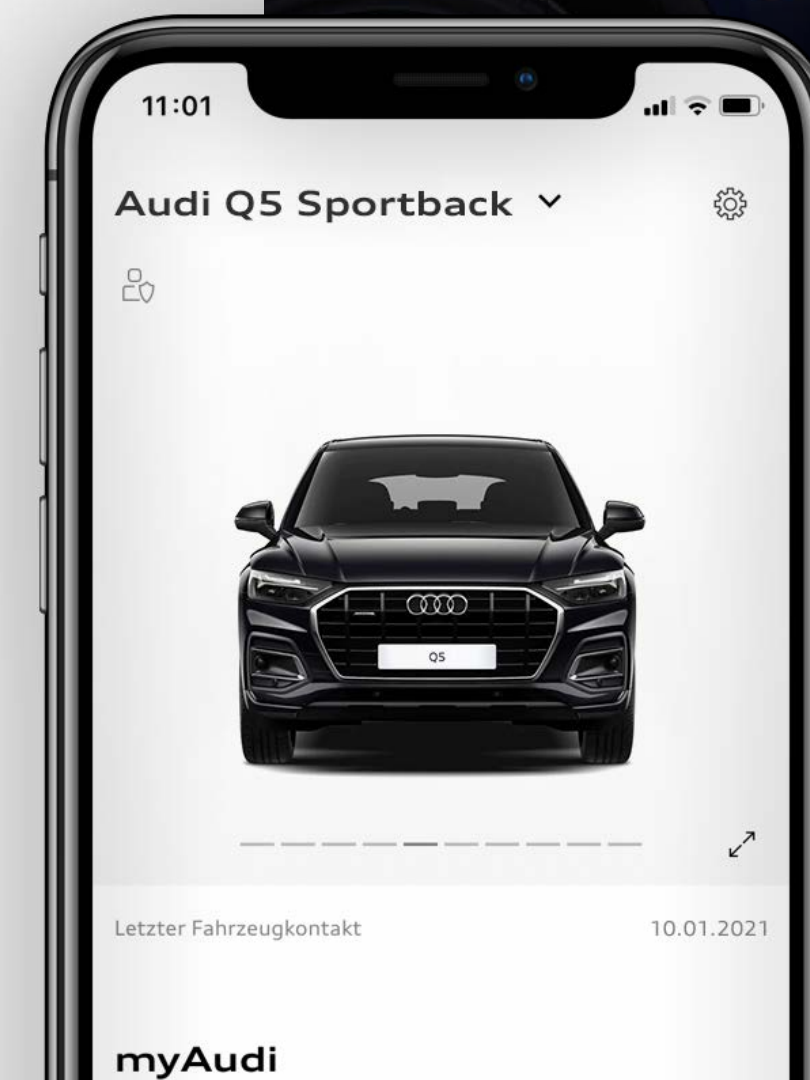 11:01
Audi Q5 Sportback
Q5
Letzter Fahrzeugkontakt 10.01.2021
myAudi